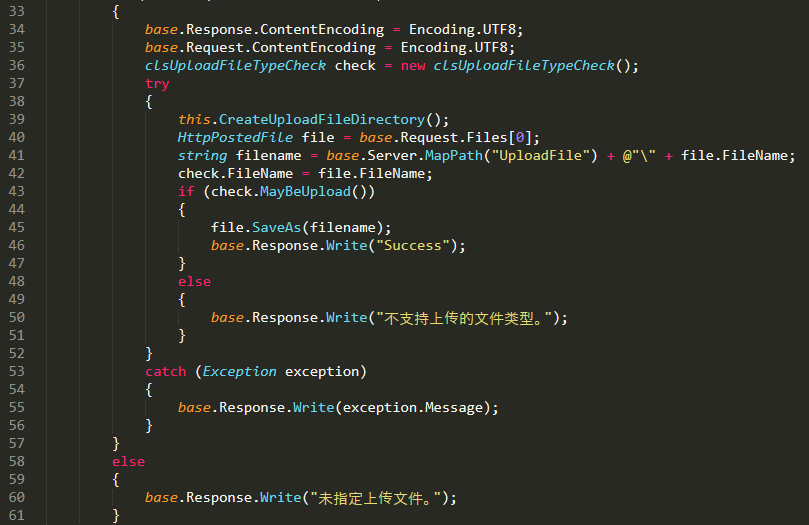 33 {
34 base.Response.ContentEncoding = Encoding.UTF8;
35 base.Request.ContentEncoding = Encoding.UTF8;
36 clsUploadFileTypeCheck check = new clsUploadFileTypeCheck();
37 try
38 {
39 this.CreateUploadFileDirectory();
40 HttpPostedFile file = base.Request.Files[0];
41 string filename = base.Server.MapPath("UploadFile") + @"\" + file.FileName;
42 check.FileName = file.FileName;
43 if (check.MayBeUpload())
44 {
45 file.SaveAs(filename);
46 base.Response.Write("Success");
47 }
48 else
49 {
50 base.Response.Write("不支持上传的文件类型。");
51 }
52 }
53 catch (Exception exception)
54 {
55 base.Response.Write(exception.Message);
56 }
57 }
58 else
59 {
60 base.Response.Write("未指定上传文件。");
61 }